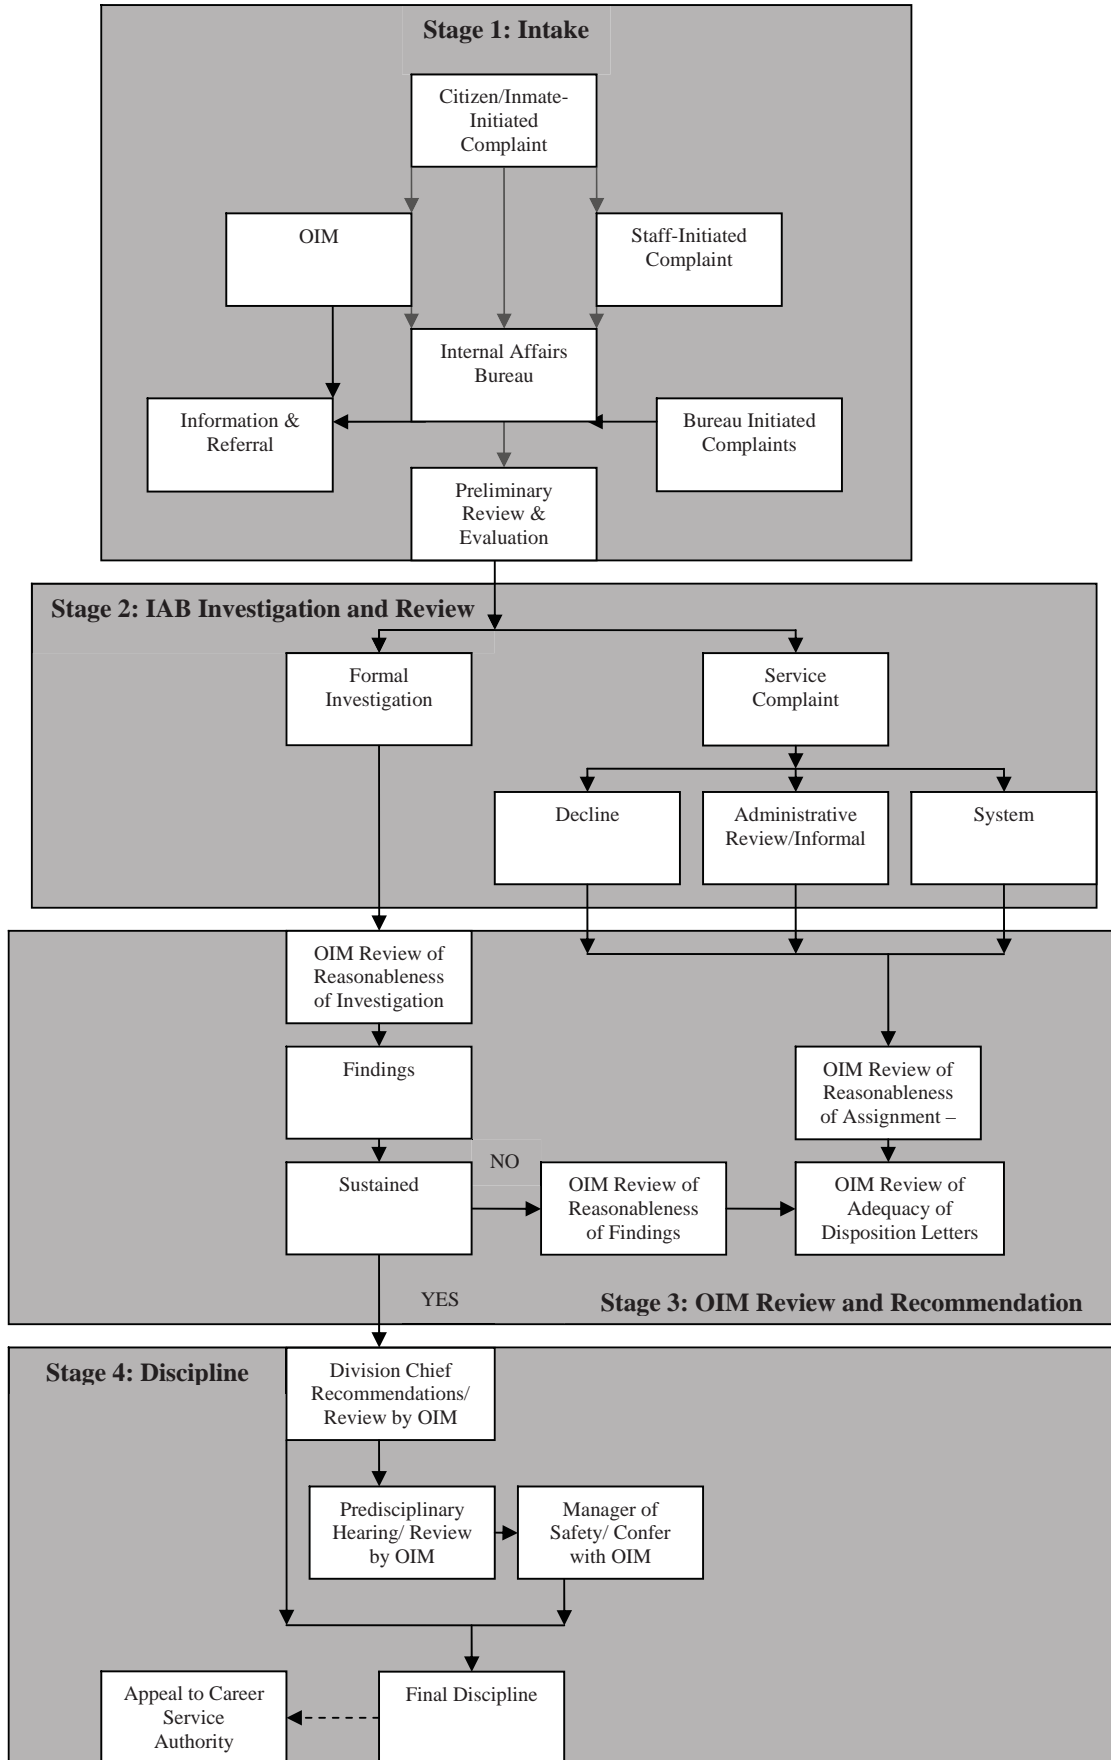 Stage 1: Intake
Citizen/Inmate-
Initiated
Complaint
OIM
Staff-Initiated
Complaint
Internal Affairs
Bureau
Information &
Referral
Bureau Initiated
Complaints
Preliminary
Review &
Evaluation
Stage 2: IAB Investigation and Review
Formal
Investigation
Service
Complaint
Decline
Administrative
Review/Informal
System
OIM Review of
Reasonableness
of Investigation
Findings
OIM Review of
Reasonableness
of Assignment –
Sustained
NO
OIM Review of
Reasonableness
of Findings
OIM Review of
Adequacy of
Disposition Letters
YES
Stage 3: OIM Review and Recommendation
Stage 4: Discipline
Division Chief
Recommendations/
Review by OIM
Predisciplinary
Hearing/ Review
by OIM
Manager of
Safety/ Confer
with OIM
Appeal to Career
Service
Authority
Final Discipline